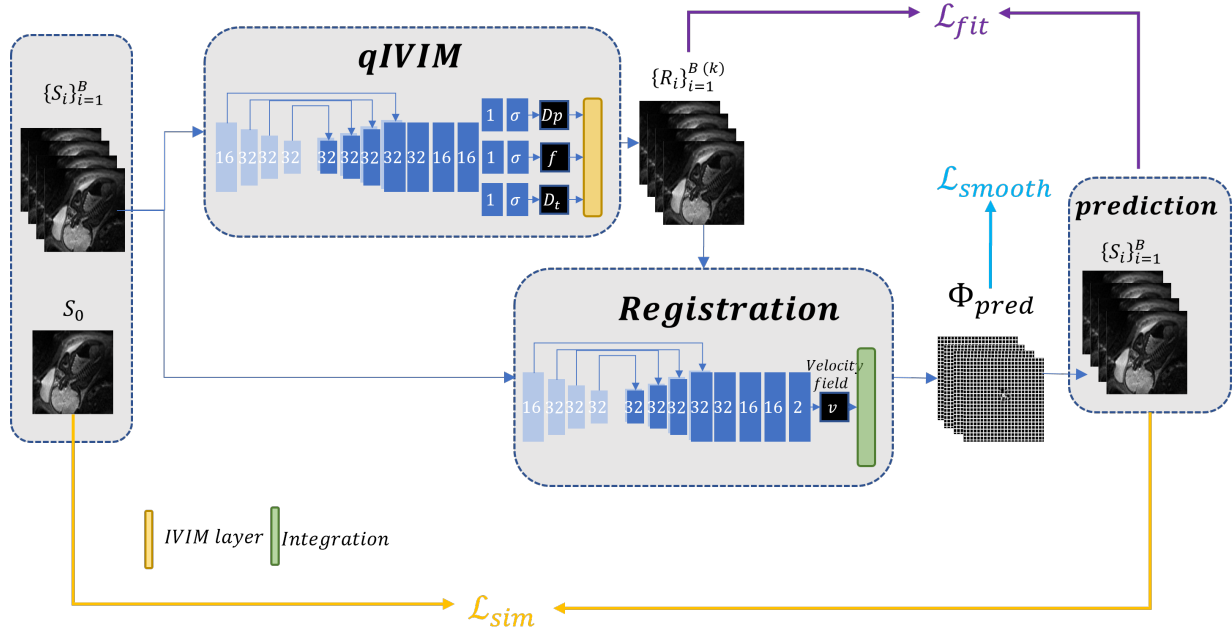 ℒ_fit
qIVIM
{S_i}_{i=1}^B
{R_i}_{i=1}^{B (k)}
16 32 32 32 32 32 32 32 32 16 16
1 σ Dp
1 σ f
1 σ D_t
ℒ_smooth
prediction
{S_i}_{i=1}^B
S_0
Registration
Φ_pred
Velocity
field
16 32 32 32 32 32 32 32 32 16 16 2 v
IVIM layer
Integration
ℒ_sim